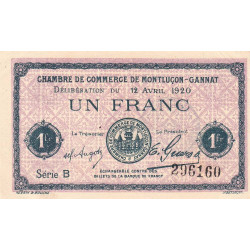 CHAMBRE DE COMMERCE DE MONTLUÇON-GANNAT
DÉLIBÉRATION DU 12 AVRIL 1920
UN FRANC
Le Trésorier Le Président
1F 1F
Série B 296160
ÉCHANGEABLE CONTRE DES
BILLETS DE LA BANQUE DE FRANCE